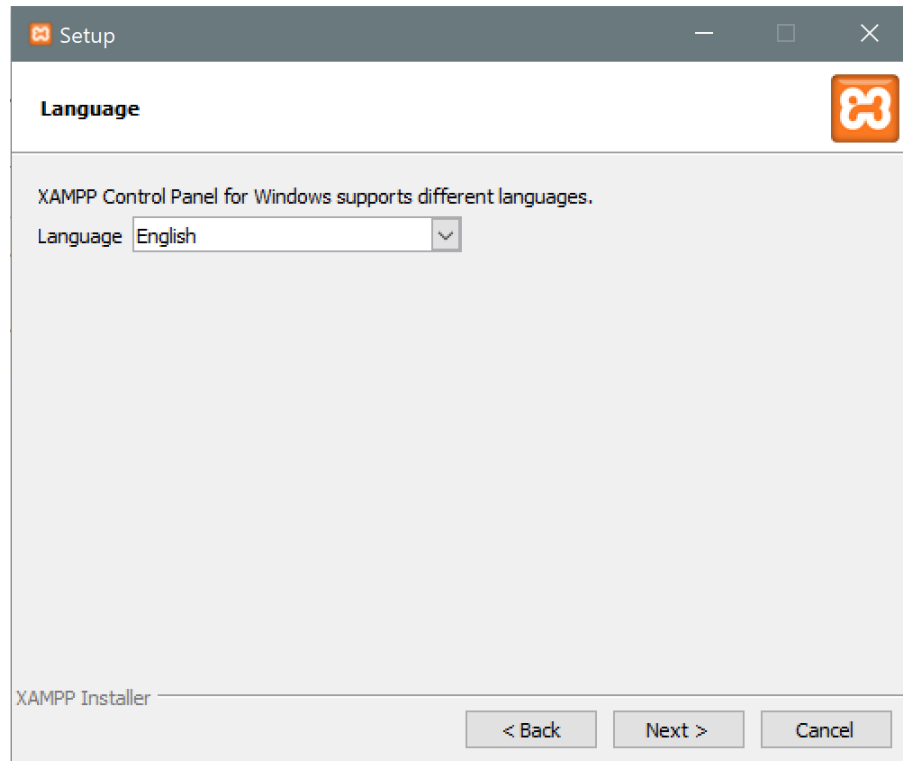 Setup
Language
XAMPP Control Panel for Windows supports different languages.
Language English
XAMPP Installer
< Back Next > Cancel